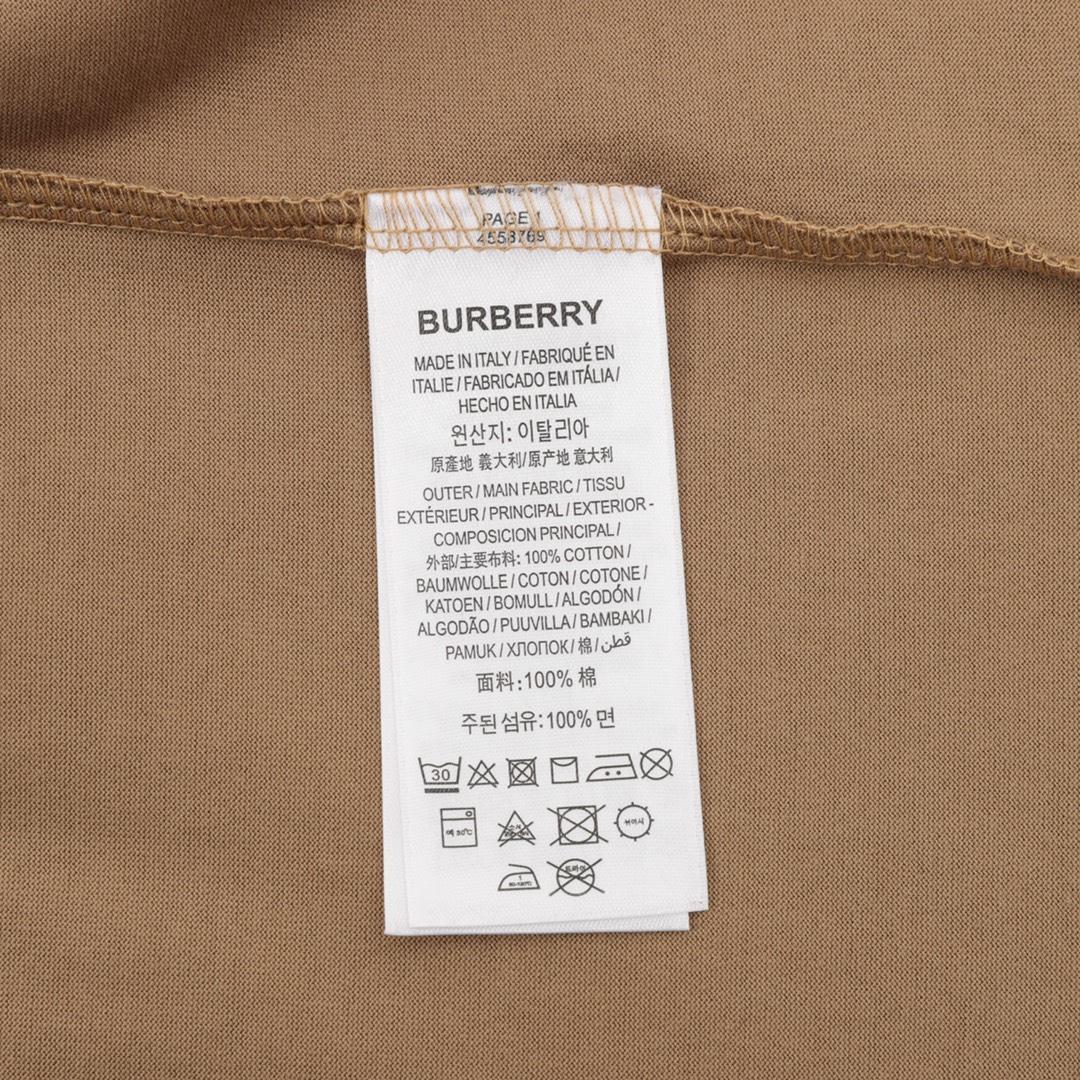 PAGE 1
4558769
BURBERRY
MADE IN ITALY / FABRIQUÉ EN
ITALIE / FABRICADO EM ITÁLIA /
HECHO EN ITALIA
원산지: 이탈리아
原產地 義大利/原产地 意大利
OUTER / MAIN FABRIC / TISSU
EXTÉRIEUR / PRINCIPAL / EXTERIOR -
COMPOSICION PRINCIPAL /
外部/主要布料: 100% COTTON /
BAUMWOLLE / COTON / COTONE /
KATOEN / BOMULL / ALGODÓN /
ALGODÃO / PUUVILLA / BAMBAKI /
PAMUK / ХЛОПОК / 棉 / قطن
面料:100% 棉
주된 섬유:100% 면
30